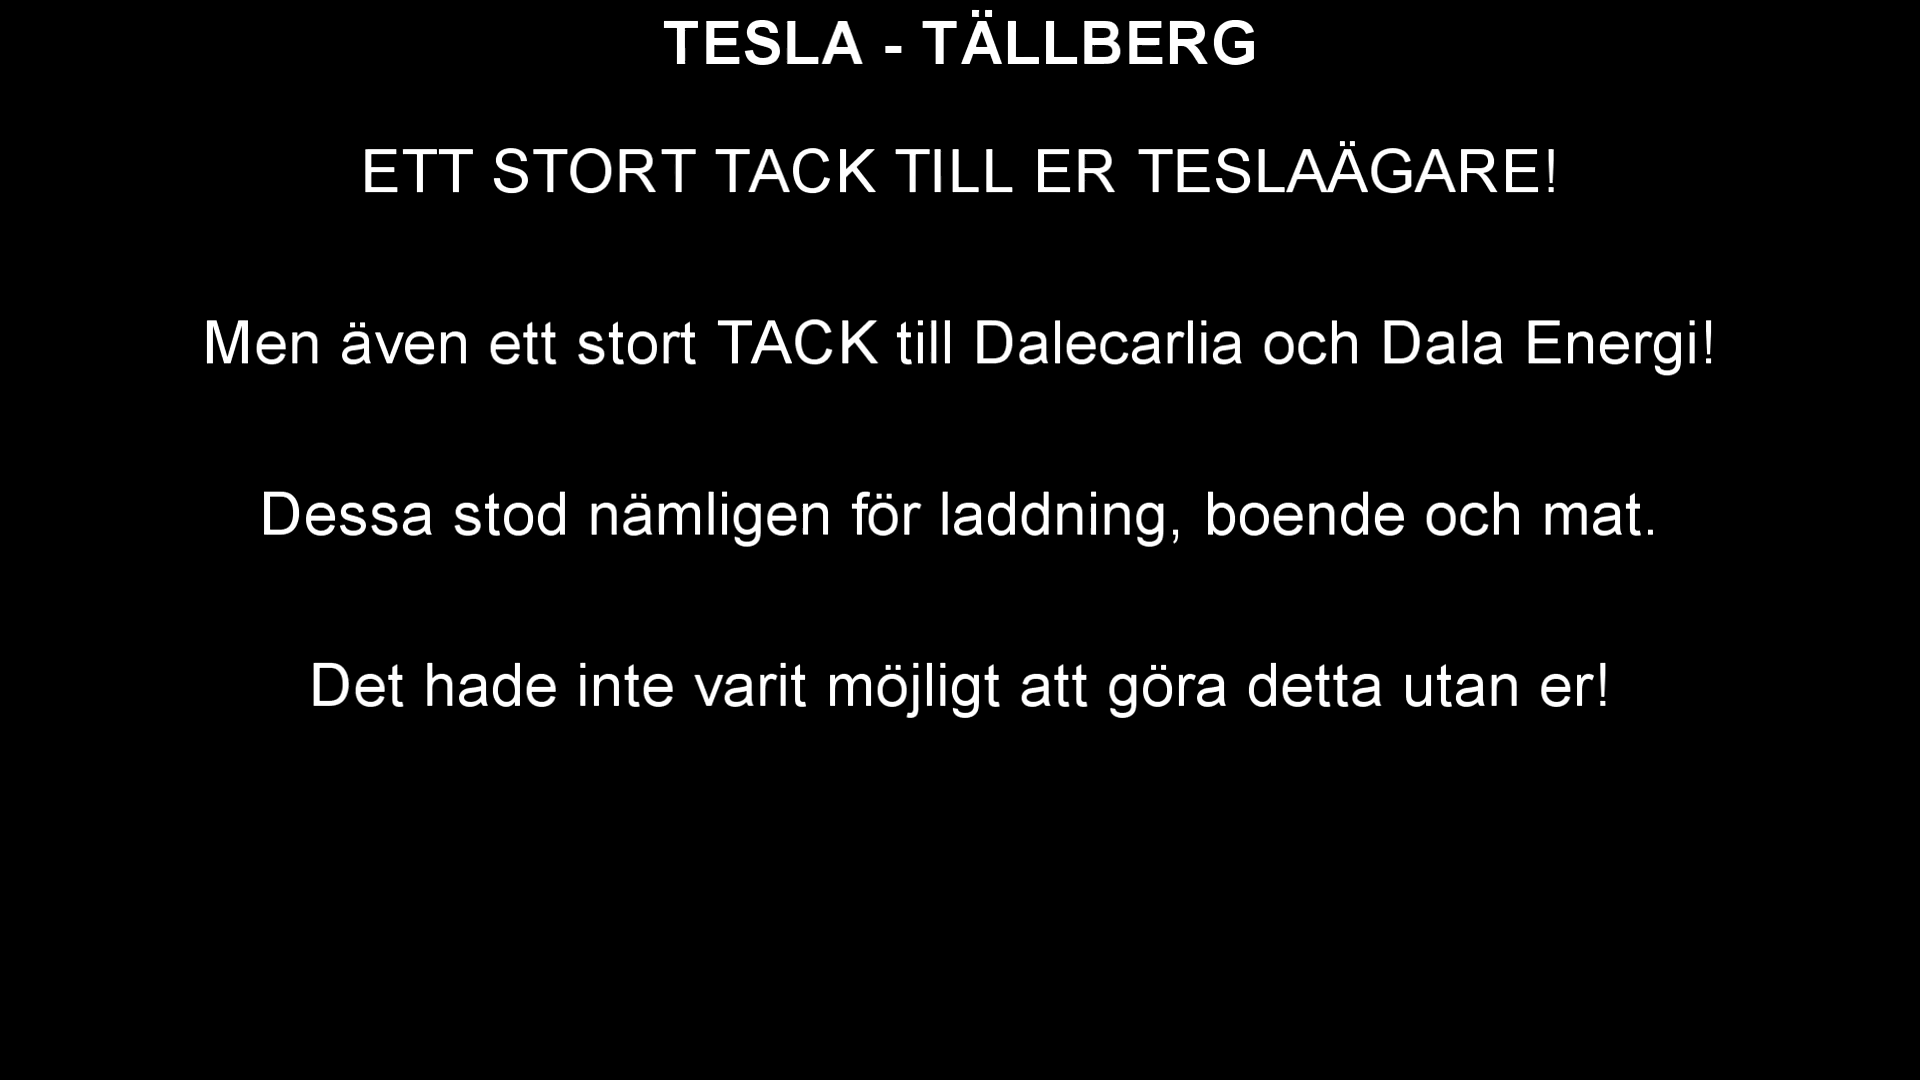 TESLA - TÄLLBERG
ETT STORT TACK TILL ER TESLAÄGARE!
Men även ett stort TACK till Dalecarlia och Dala Energi!
Dessa stod nämligen för laddning, boende och mat.
Det hade inte varit möjligt att göra detta utan er!